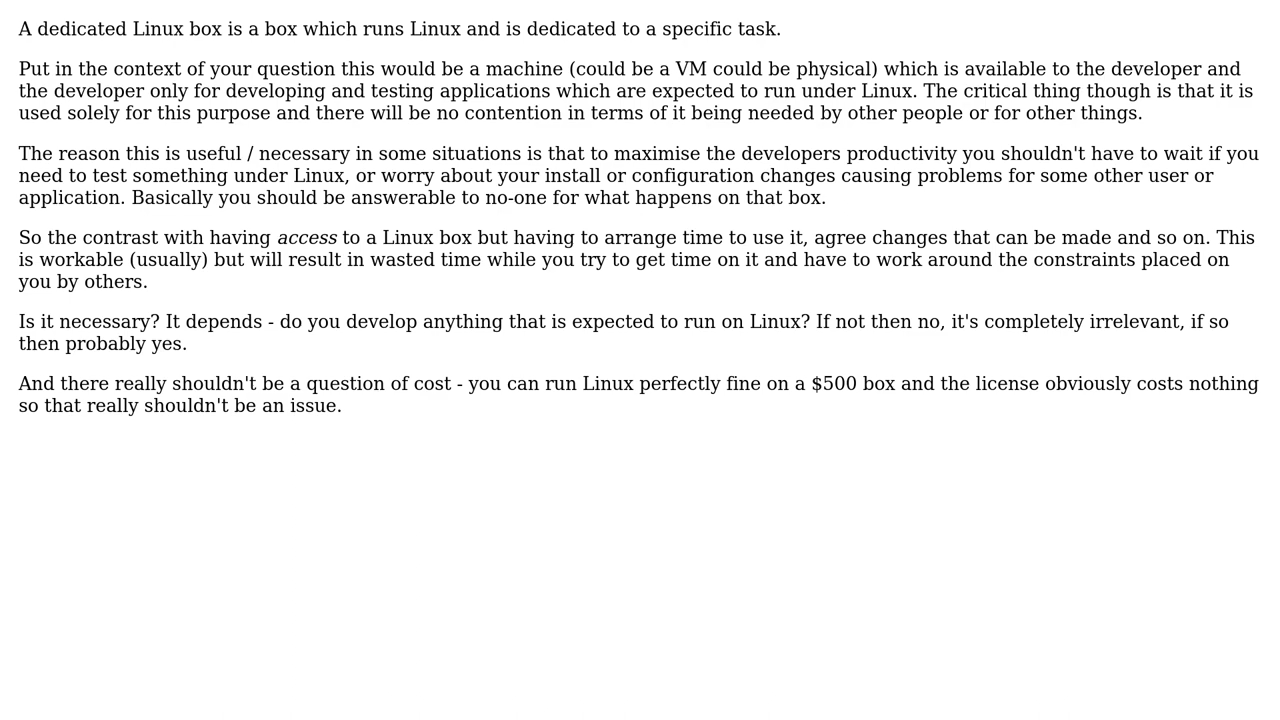 A dedicated Linux box is a box which runs Linux and is dedicated to a specific task.
Put in the context of your question this would be a machine (could be a VM could be physical) which is available to the developer and
the developer only for developing and testing applications which are expected to run under Linux. The critical thing though is that it is
used solely for this purpose and there will be no contention in terms of it being needed by other people or for other things.
The reason this is useful / necessary in some situations is that to maximise the developers productivity you shouldn't have to wait if you
need to test something under Linux, or worry about your install or configuration changes causing problems for some other user or
application. Basically you should be answerable to no-one for what happens on that box.
So the contrast with having access to a Linux box but having to arrange time to use it, agree changes that can be made and so on. This
is workable (usually) but will result in wasted time while you try to get time on it and have to work around the constraints placed on
you by others.
Is it necessary? It depends - do you develop anything that is expected to run on Linux? If not then no, it's completely irrelevant, if so
then probably yes.
And there really shouldn't be a question of cost - you can run Linux perfectly fine on a $500 box and the license obviously costs nothing
so that really shouldn't be an issue.